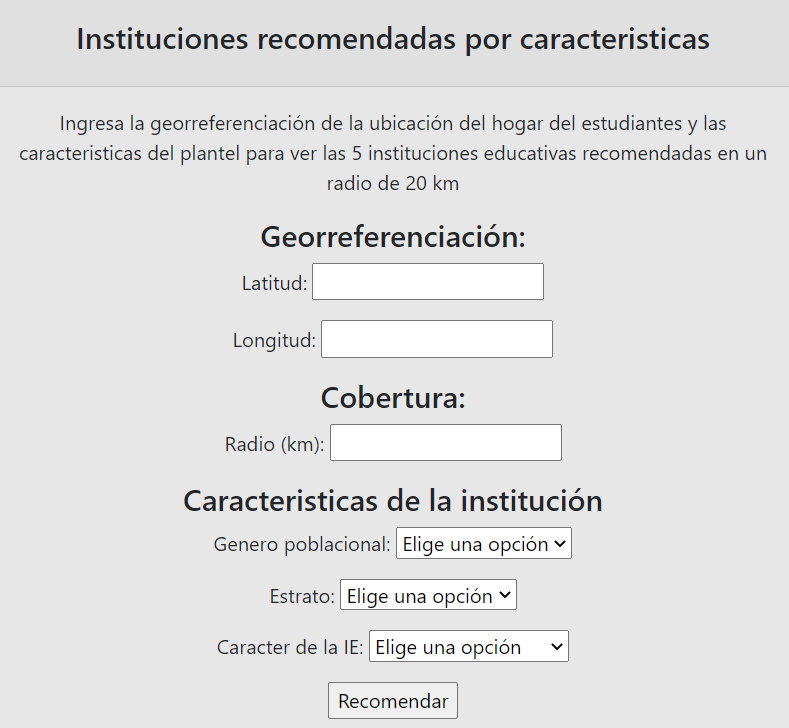 Instituciones recomendadas por caracteristicas
Ingresa la georreferenciación de la ubicación del hogar del estudiantes y las
caracteristicas del plantel para ver las 5 instituciones educativas recomendadas en un
radio de 20 km
Georreferenciación:
Latitud:
Longitud:
Cobertura:
Radio (km):
Caracteristicas de la institución
Genero poblacional: Elige una opción
Estrato: Elige una opción
Caracter de la IE: Elige una opción
Recomendar